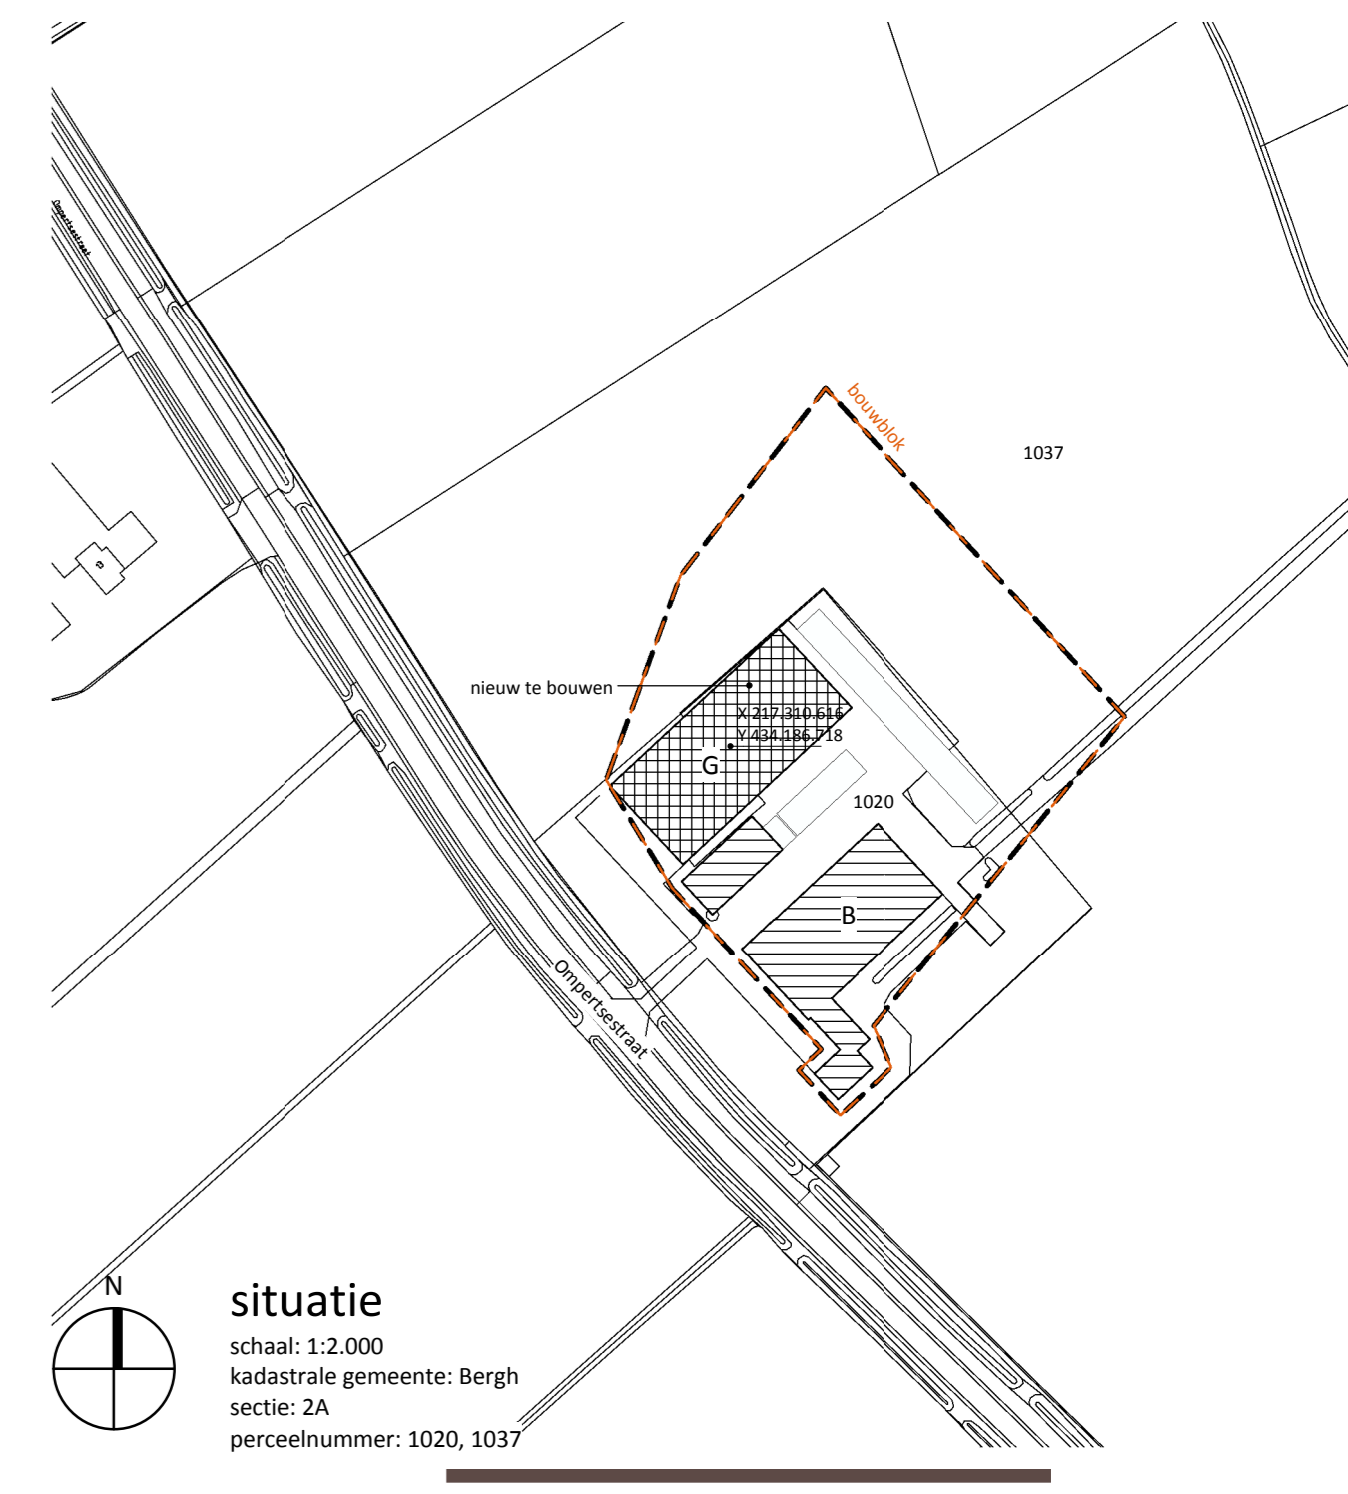 Ompertsestraat
bouwblok
1037
nieuw te bouwen
X 217.310.616
Y 434.186.718
G
1020
B
Ompertsestraat
N
situatie
schaal: 1:2.000
kadastrale gemeente: Bergh
sectie: 2A
perceelnummer: 1020, 1037